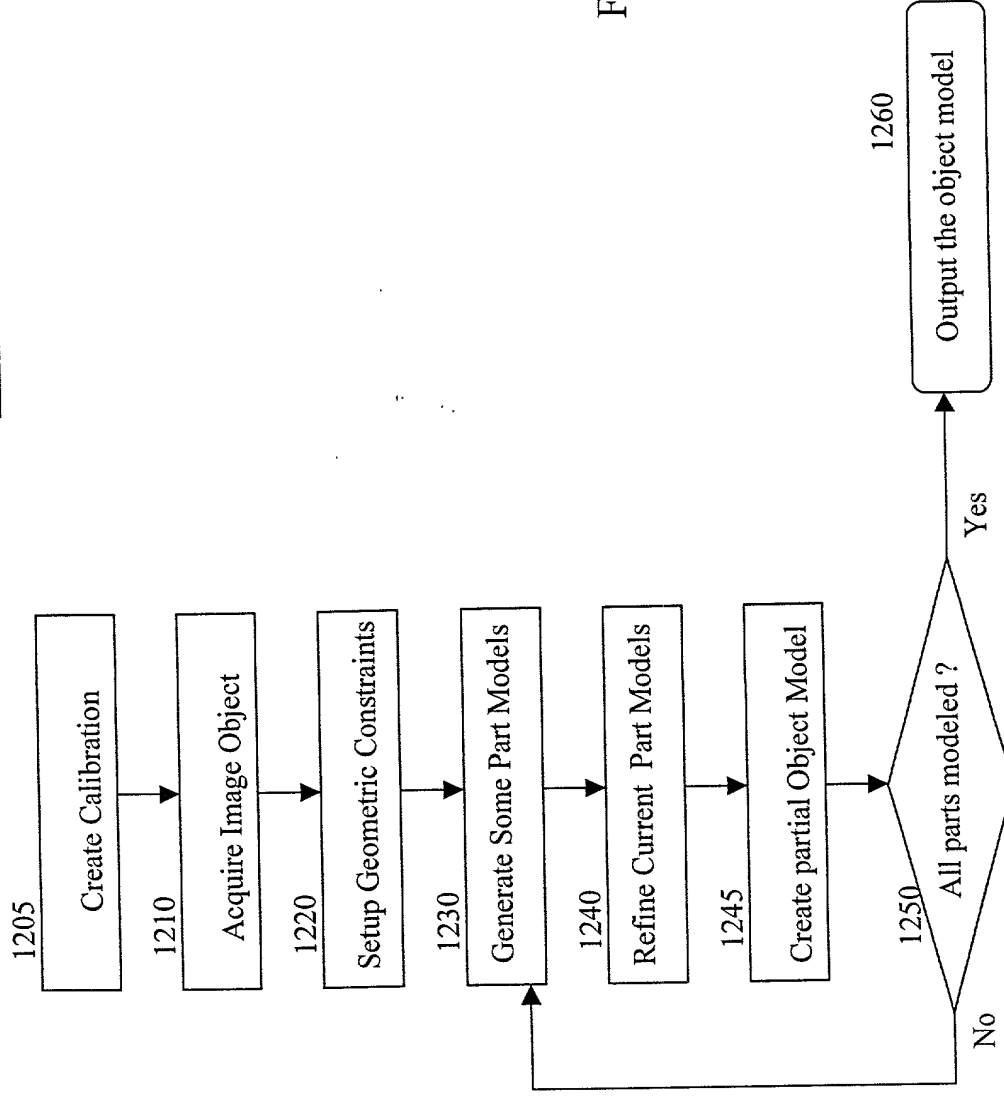 1205
Create Calibration
1210
Acquire Image Object
1220
Setup Geometric Constraints
1230
Generate Some Part Models
1240
Refine Current Part Models
1245
Create partial Object Model
1250
All parts modeled ?
No
Yes
1260
Output the object model
F